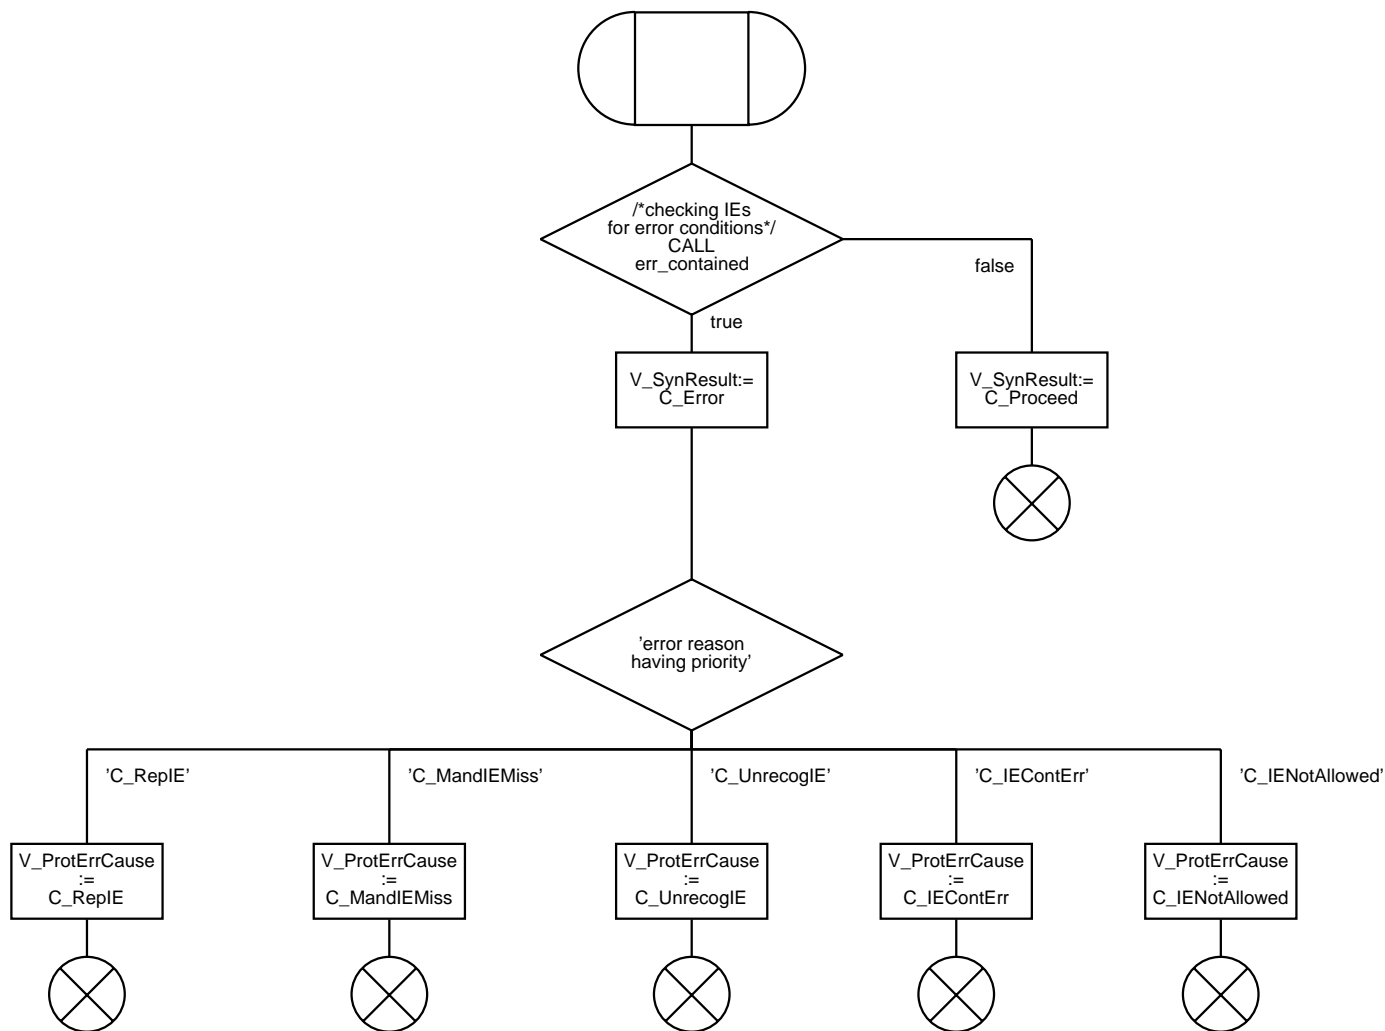 /*checking IEs
for error conditions*/
CALL
err_contained
false
true
V_SynResult:=
C_Error
V_SynResult:=
C_Proceed
’error reason
having priority’
’C_RepIE’
’C_MandIEMiss’
’C_UnrecogIE’
’C_IEContErr’
’C_IENotAllowed’
V_ProtErrCause
:=
C_RepIE
V_ProtErrCause
:=
C_MandIEMiss
V_ProtErrCause
:=
C_UnrecogIE
V_ProtErrCause
:=
C_IEContErr
V_ProtErrCause
:=
C_IENotAllowed